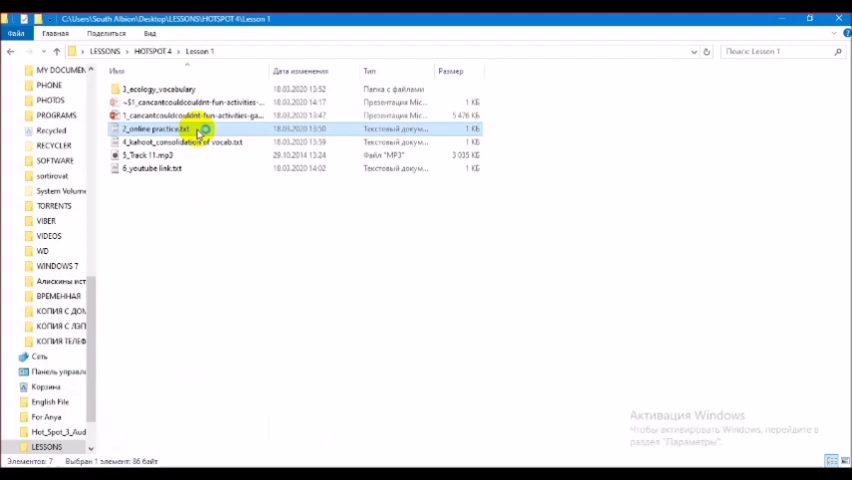 C:\Users\South Albion\Desktop\LESSONS\HOTSPOT 4\Lesson 1
Файл Главная Поделиться Вид
LESSONS HOTSPOT 4 Lesson 1 Поиск: Lesson 1
Имя Дата изменения Тип Размер
3_ecology_vocabulary 18.03.2020 13:52 Папка с файлами
~$1_cancantcouldcouldnt-fun-activities-... 18.03.2020 14:17 Презентация Mic... 1 КБ
1_cancantcouldcouldnt-fun-activities-ga... 18.03.2020 13:47 Презентация Mic... 5 476 КБ
2_online practice.txt 18.03.2020 13:50 Текстовый докум... 1 КБ
4_kahoot_consolidation of vocab.txt 18.03.2020 13:59 Текстовый докум... 1 КБ
5_Track 11.mp3 29.10.2014 13:24 Файл "MP3" 3 035 КБ
6_youtube link.txt 18.03.2020 14:02 Текстовый докум... 1 КБ
MY DOCUMEN
PHONE
PHOTOS
PROGRAMS
Recycled
RECYCLER
SOFTWARE
sortirovat
System Volume
TORRENTS
VIBER
VIDEOS
WD
WINDOWS 7
Алискины ист
ВРЕМЕННАЯ
КОПИЯ С ДОМ
КОПИЯ С ЛЭП
КОПИЯ ТЕЛЕФ
Сеть
Панель управл
Корзина
English File
For Anya
Hot_Spot_3_Aud
LESSONS
Активация Windows
Чтобы активировать Windows, перейдите в
раздел "Параметры".
Элементов: 7 Выбран 1 элемент: 86 байт